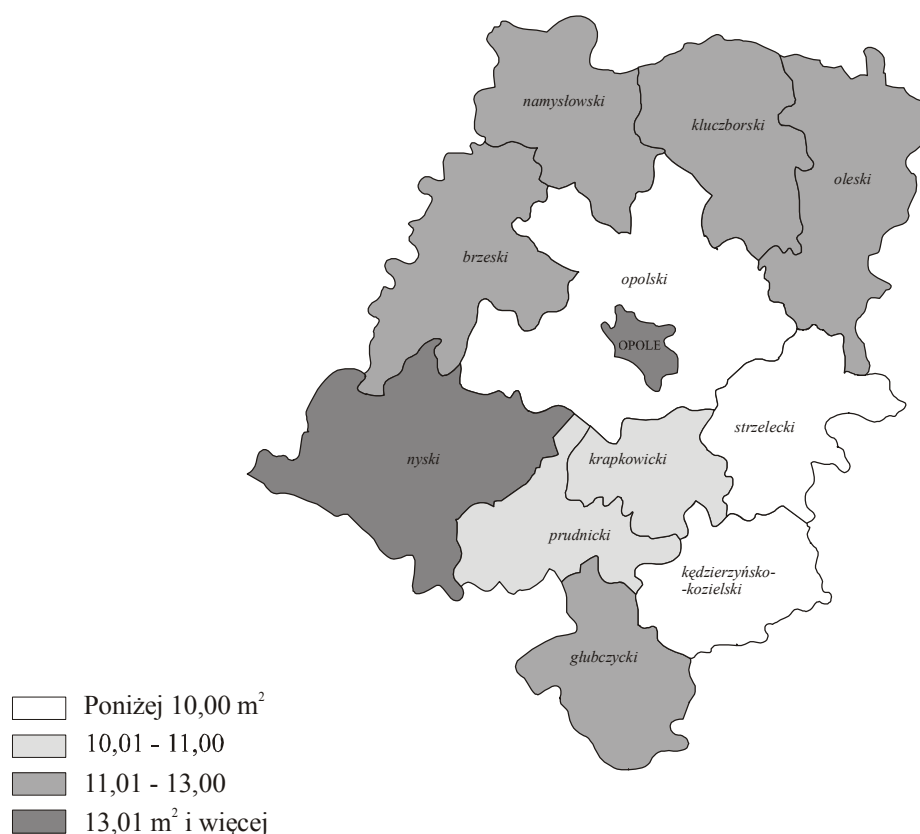 namysłowski
kluczborski
oleski
brzeski
opolski
OPOLE
strzelecki
nyski
krapkowicki
prudnicki
kędzierzyńsko-
-kozielski
głubczycki
Poniżej 10,00 m²
10,01 - 11,00
11,01 - 13,00
13,01 m² i więcej